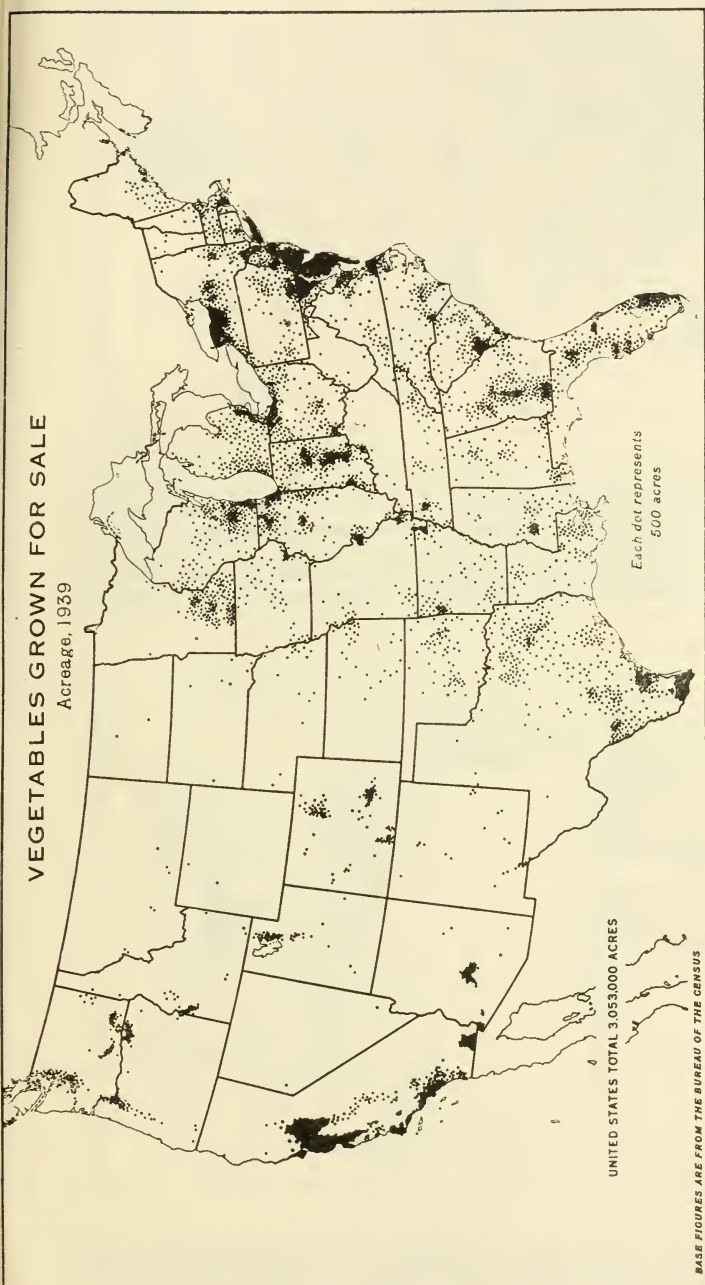 VEGETABLES GROWN FOR SALE
Acreage, 1939
Each dot represents
500 acres
UNITED STATES TOTAL 3,053,000 ACRES
BASE FIGURES ARE FROM THE BUREAU OF THE CENSUS